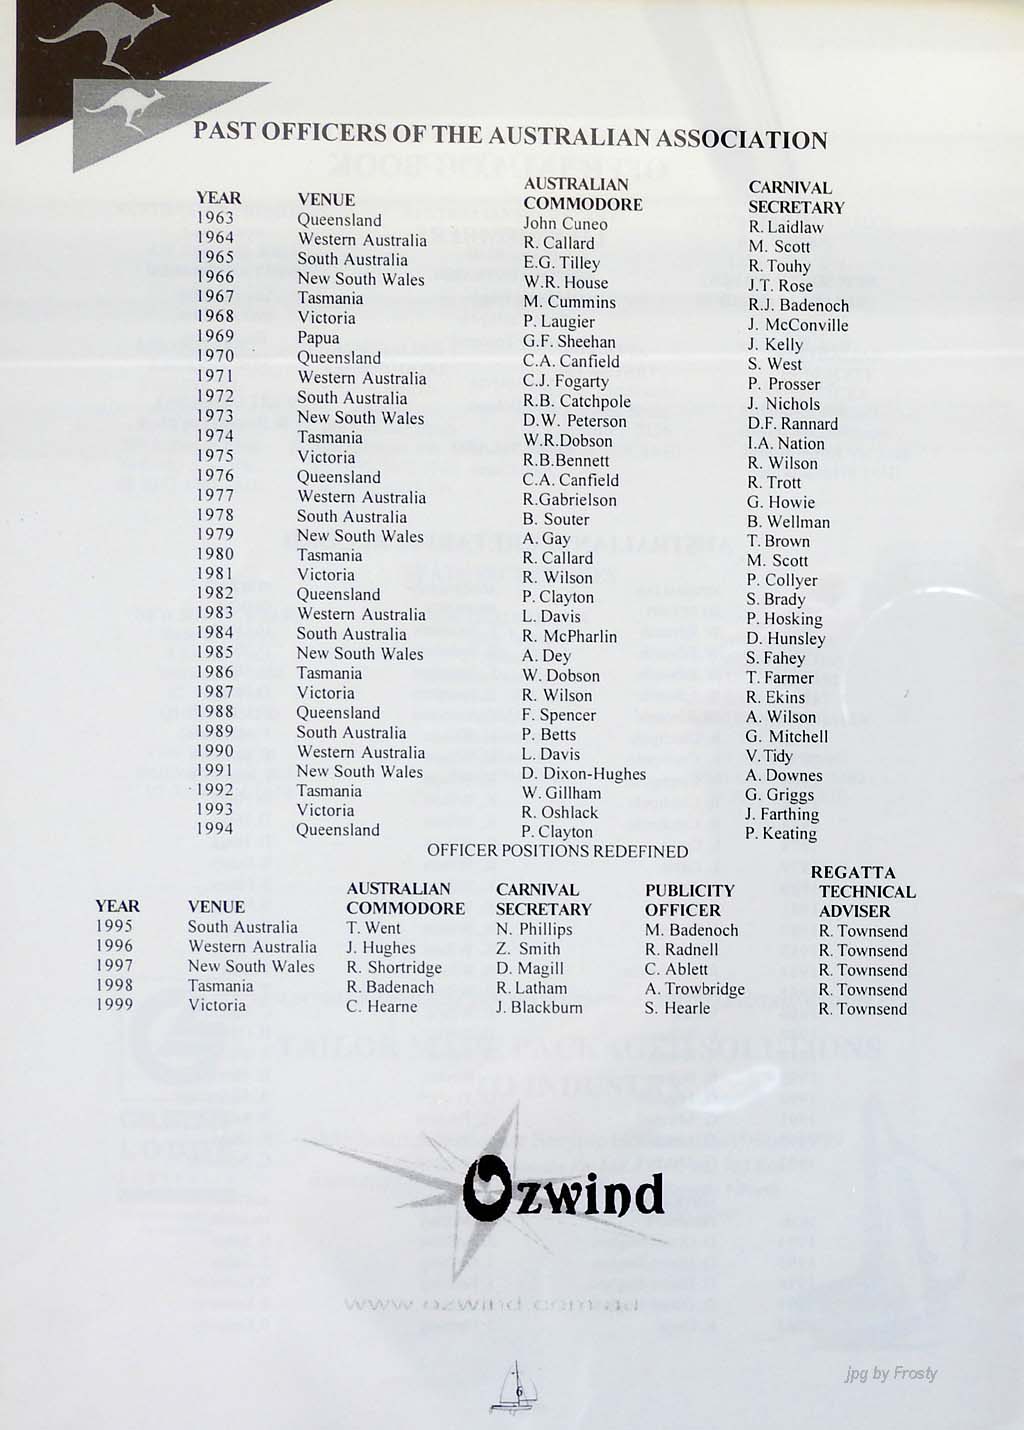 PAST OFFICERS OF THE AUSTRALIAN ASSOCIATION
YEAR VENUE AUSTRALIAN COMMODORE CARNIVAL SECRETARY
1963 Queensland John Cuneo R. Laidlaw
1964 Western Australia R. Callard M. Scott
1965 South Australia E.G. Tilley R. Touhy
1966 New South Wales W.R. House J.T. Rose
1967 Tasmania M. Cummins R.J. Badenoch
1968 Victoria P. Laugier J. McConville
1969 Papua G.F. Sheehan J. Kelly
1970 Queensland C.A. Canfield S. West
1971 Western Australia C.J. Fogarty P. Prosser
1972 South Australia R.B. Catchpole J. Nichols
1973 New South Wales D.W. Peterson D.F. Rannard
1974 Tasmania W.R.Dobson I.A. Nation
1975 Victoria R.B.Bennett R. Wilson
1976 Queensland C.A. Canfield R. Trott
1977 Western Australia R.Gabrielson G. Howie
1978 South Australia B. Souter B. Wellman
1979 New South Wales A. Gay T. Brown
1980 Tasmania R. Callard M. Scott
1981 Victoria R. Wilson P. Collyer
1982 Queensland P. Clayton S. Brady
1983 Western Australia L. Davis P. Hosking
1984 South Australia R. McPharlin D. Hunsley
1985 New South Wales A. Dey S. Fahey
1986 Tasmania W. Dobson T. Farmer
1987 Victoria R. Wilson R. Ekins
1988 Queensland F. Spencer A. Wilson
1989 South Australia P. Betts G. Mitchell
1990 Western Australia L. Davis V. Tidy
1991 New South Wales D. Dixon-Hughes A. Downes
1992 Tasmania W. Gillham G. Griggs
1993 Victoria R. Oshlack J. Farthing
1994 Queensland P. Clayton P. Keating
OFFICER POSITIONS REDEFINED
YEAR VENUE AUSTRALIAN COMMODORE CARNIVAL SECRETARY PUBLICITY OFFICER REGATTA TECHNICAL ADVISER
1995 South Australia T. Went N. Phillips M. Badenoch R. Townsend
1996 Western Australia J. Hughes Z. Smith R. Radnell R. Townsend
1997 New South Wales R. Shortridge D. Magill C. Ablett R. Townsend
1998 Tasmania R. Badenach R. Latham A. Trowbridge R. Townsend
1999 Victoria C. Hearne J. Blackburn S. Hearle R. Townsend
Ozwind
www.ozwind.com.au
6
jpg by Frosty